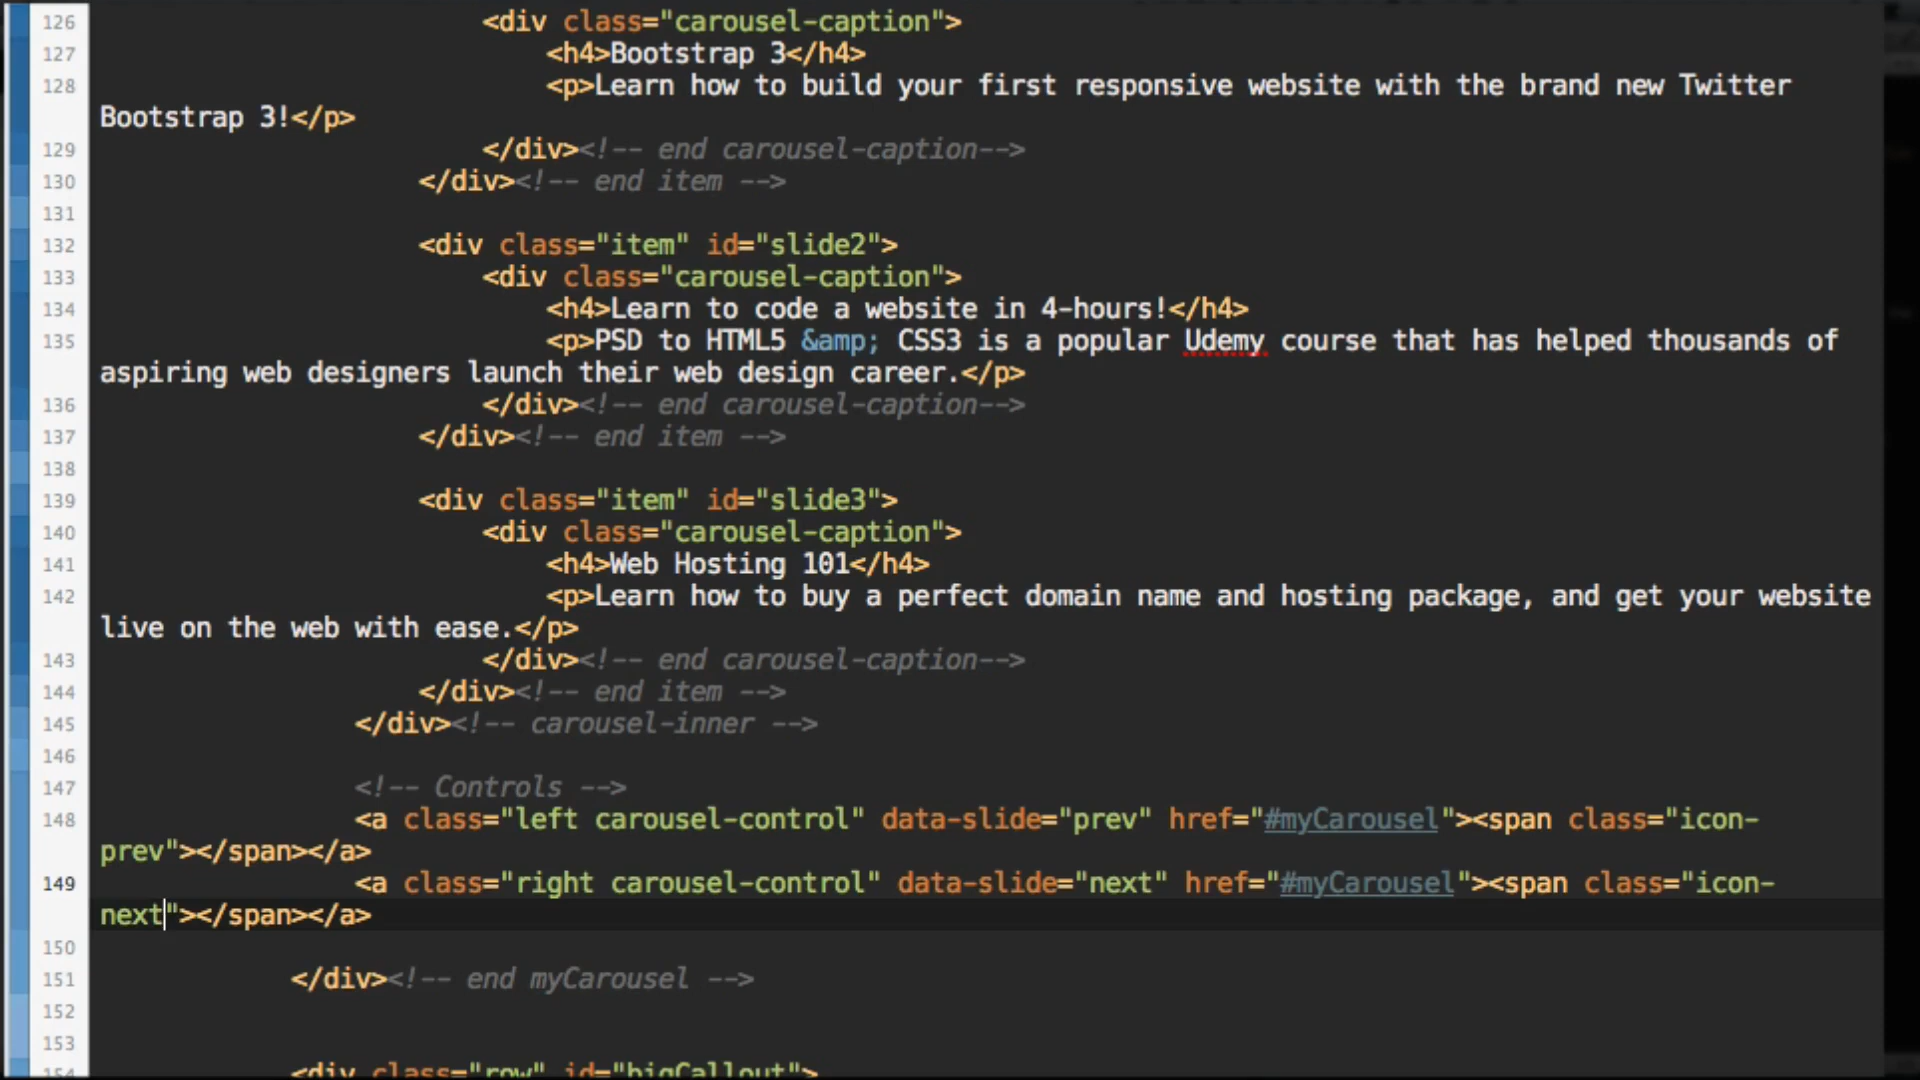 126 <div class="carousel-caption">
127 <h4>Bootstrap 3</h4>
128 <p>Learn how to build your first responsive website with the brand new Twitter
Bootstrap 3!</p>
129 </div><!-- end carousel-caption-->
130 </div><!-- end item -->
131
132 <div class="item" id="slide2">
133 <div class="carousel-caption">
134 <h4>Learn to code a website in 4-hours!</h4>
135 <p>PSD to HTML5 &amp; CSS3 is a popular Udemy course that has helped thousands of
aspiring web designers launch their web design career.</p>
136 </div><!-- end carousel-caption-->
137 </div><!-- end item -->
138
139 <div class="item" id="slide3">
140 <div class="carousel-caption">
141 <h4>Web Hosting 101</h4>
142 <p>Learn how to buy a perfect domain name and hosting package, and get your website
live on the web with ease.</p>
143 </div><!-- end carousel-caption-->
144 </div><!-- end item -->
145 </div><!-- carousel-inner -->
146
147 <!-- Controls -->
148 <a class="left carousel-control" data-slide="prev" href="#myCarousel"><span class="icon-
prev"></span></a>
149 <a class="right carousel-control" data-slide="next" href="#myCarousel"><span class="icon-
next"></span></a>
150
151 </div><!-- end myCarousel -->
152
153
154 <div class="row" id="bigCallout">